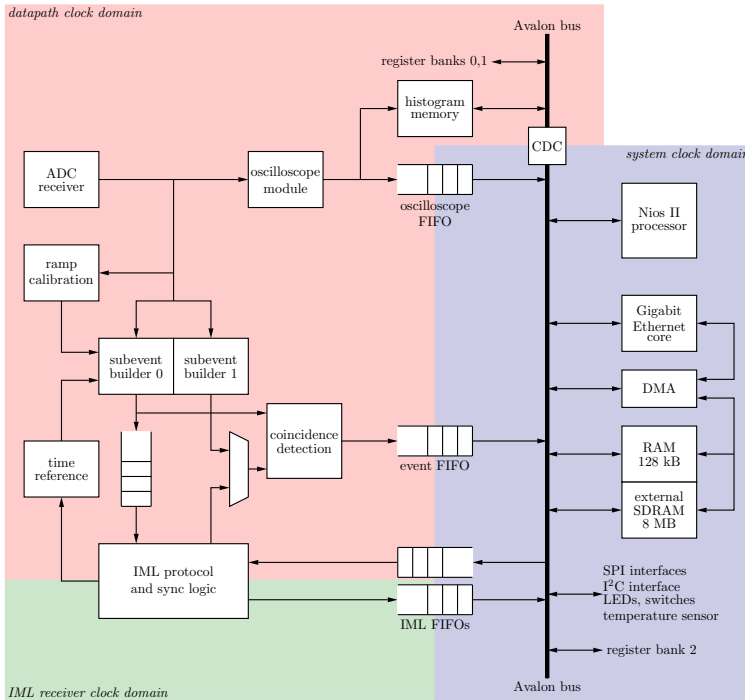 datapath clock domain
Avalon bus
register banks 0,1
histogram
memory
CDC
system clock domain
ADC
receiver
oscilloscope
module
oscilloscope
FIFO
Nios II
processor
ramp
calibration
Gigabit
Ethernet
core
subevent
builder 0
subevent
builder 1
DMA
coincidence
detection
time
reference
event FIFO
RAM
128 kB
external
SDRAM
8 MB
IML protocol
and sync logic
IML FIFOs
SPI interfaces
I²C interface
LEDs, switches
temperature sensor
register bank 2
IML receiver clock domain
Avalon bus